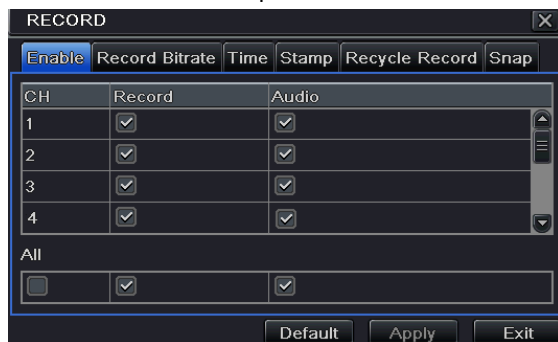 RECORD
Enable Record Bitrate Time Stamp Recycle Record Snap
CH Record Audio
1
2
3
4
All
Default Apply Exit